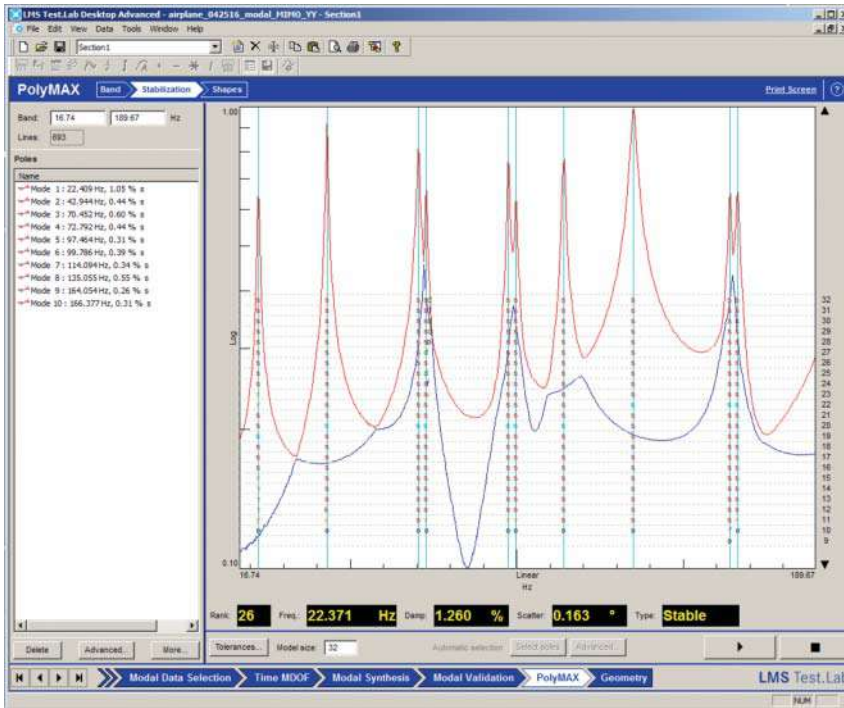 LMS Test.Lab Desktop Advanced - airplane_042516_modal_MIMO_YY - Section1
File Edit View Data Tools Window Help
Section1
PolyMAX Band Stabilization Shapes Print Screen ?
Band: 16.74 189.67 Hz
Lines: 693
Poles
Name
Mode 1 : 22.409 Hz, 1.05 % s
Mode 2 : 42.944 Hz, 0.44 % s
Mode 3 : 70.452 Hz, 0.60 % s
Mode 4 : 72.792 Hz, 0.44 % s
Mode 5 : 97.464 Hz, 0.31 % s
Mode 6 : 99.786 Hz, 0.39 % s
Mode 7 : 114.094 Hz, 0.34 % s
Mode 8 : 135.055 Hz, 0.55 % s
Mode 9 : 164.054 Hz, 0.26 % s
Mode 10 : 166.377 Hz, 0.31 % s
1.00
Log
0.10
32
31
30
29
28
27
26
25
24
23
22
21
20
19
18
17
16
15
14
13
12
11
10
9
16.74 Linear 189.67
Hz
Rank: 26 Freq.: 22.371 Hz Damp: 1.260 % Scatter: 0.163 ° Type: Stable
Delete Advanced.. More... Tolerances... Model size: 32 Automatic selection Select poles Advanced...
Modal Data Selection Time MDOF Modal Synthesis Modal Validation PolyMAX Geometry LMS Test.Lab
NUM